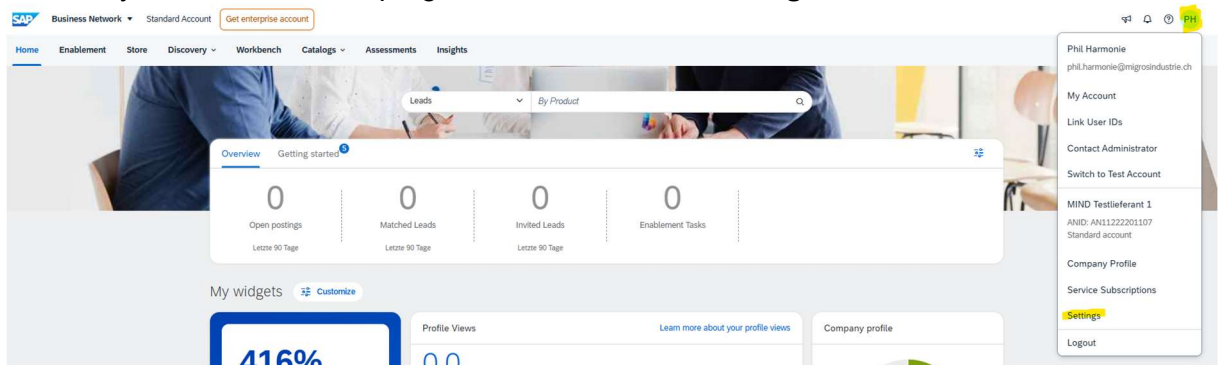 SAP Business Network Standard Account Get enterprise account PH
Home Enablement Store Discovery Workbench Catalogs Assessments Insights
Leads By Product
Overview Getting started 5
0 0 0 0
Open postings Matched Leads Invited Leads Enablement Tasks
Letzte 90 Tage Letzte 90 Tage Letzte 90 Tage
My widgets Customize
416%
Profile Views Learn more about your profile views
Company profile
Phil Harmonie
phil.harmonie@migrosindustrie.ch
My Account
Link User IDs
Contact Administrator
Switch to Test Account
MIND Testlieferant 1
ANID: AN11222201107
Standard account
Company Profile
Service Subscriptions
Settings
Logout